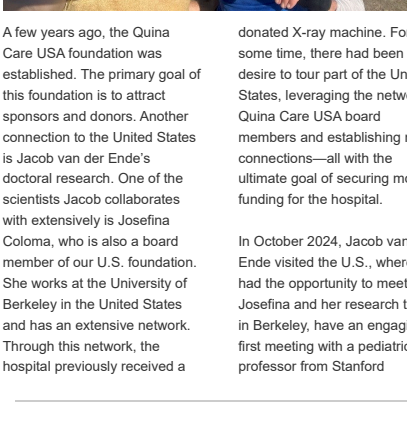 A few years ago, the Quina
Care USA foundation was
established. The primary goal of
this foundation is to attract
sponsors and donors. Another
connection to the United States
is Jacob van der Ende’s
doctoral research. One of the
scientists Jacob collaborates
with extensively is Josefina
Coloma, who is also a board
member of our U.S. foundation.
She works at the University of
Berkeley in the United States
and has an extensive network.
Through this network, the
hospital previously received a
donated X-ray machine.
some time, there had been
desire to tour part of the
States, leveraging the
Quina Care USA board
members and establishing
connections—all with the
ultimate goal of securing
funding for the hospital.
In October 2024, Jacob
Ende visited the U.S.,
had the opportunity to meet
Josefina and her research
in Berkeley, have an
first meeting with a
professor from Stanford